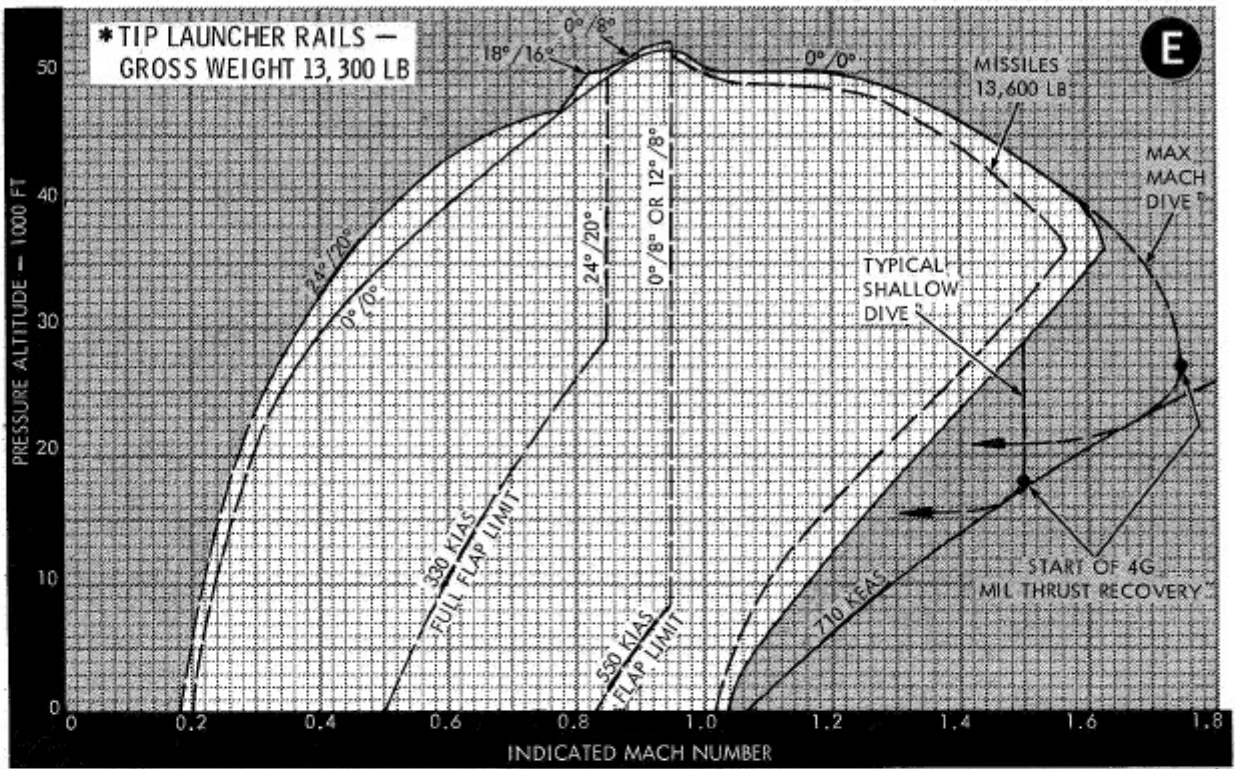 * TIP LAUNCHER RAILS —
GROSS WEIGHT 13,300 LB
E
0°/8°
18°/16°
0°/0°
MISSILES
13,600 LB
MAX
MACH
DIVE *
TYPICAL
SHALLOW
DIVE *
24°/20°
0°/0°
24°/20°
0°/8° OR 12°/8°
330 KIAS
FULL FLAP LIMIT
550 KIAS
FLAP LIMIT
710 KEAS
START OF 4G
MIL THRUST RECOVERY
PRESSURE ALTITUDE — 1000 FT
50
40
30
20
10
0
0 0.2 0.4 0.6 0.8 1.0 1.2 1.4 1.6 1.8
INDICATED MACH NUMBER